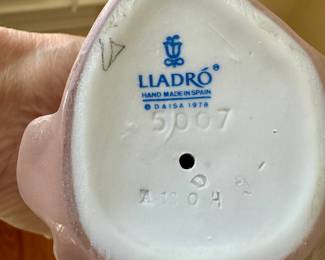 LLADRÓ
HAND MADE IN SPAIN
© DAISA 1978
5007
D